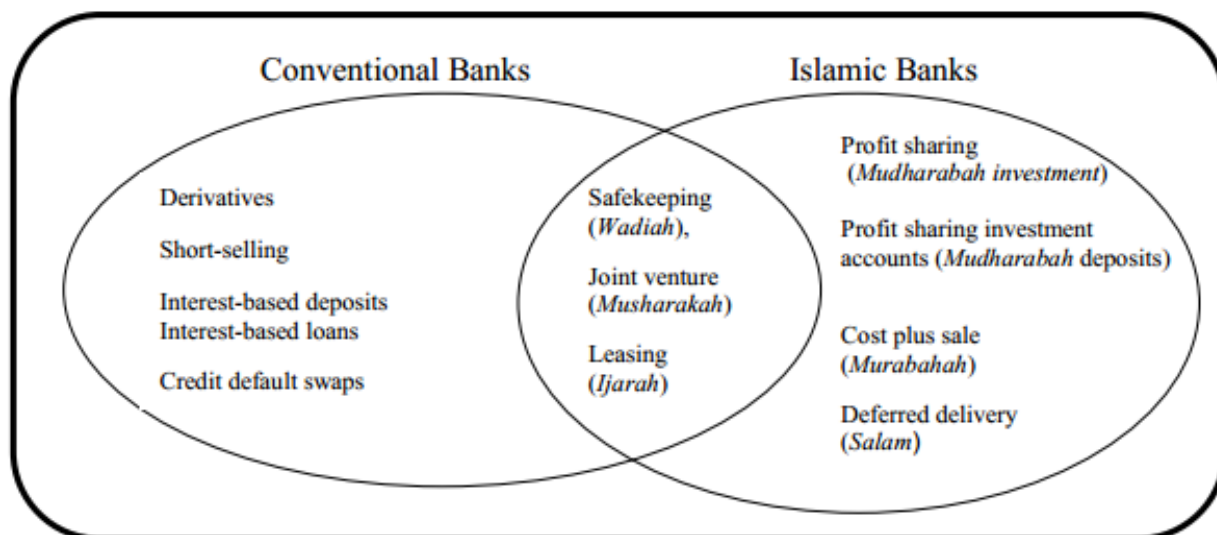 Conventional Banks
Islamic Banks
Derivatives
Short-selling
Interest-based deposits
Interest-based loans
Credit default swaps
Safekeeping
(Wadiah),
Joint venture
(Musharakah)
Leasing
(Ijarah)
Profit sharing
(Mudharabah investment)
Profit sharing investment
accounts (Mudharabah deposits)
Cost plus sale
(Murabahah)
Deferred delivery
(Salam)